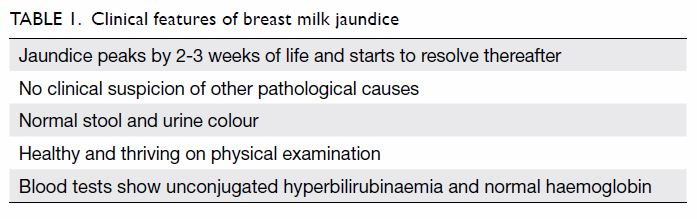 TABLE 1. Clinical features of breast milk jaundice
Jaundice peaks by 2-3 weeks of life and starts to resolve thereafter
No clinical suspicion of other pathological causes
Normal stool and urine colour
Healthy and thriving on physical examination
Blood tests show unconjugated hyperbilirubinaemia and normal haemoglobin